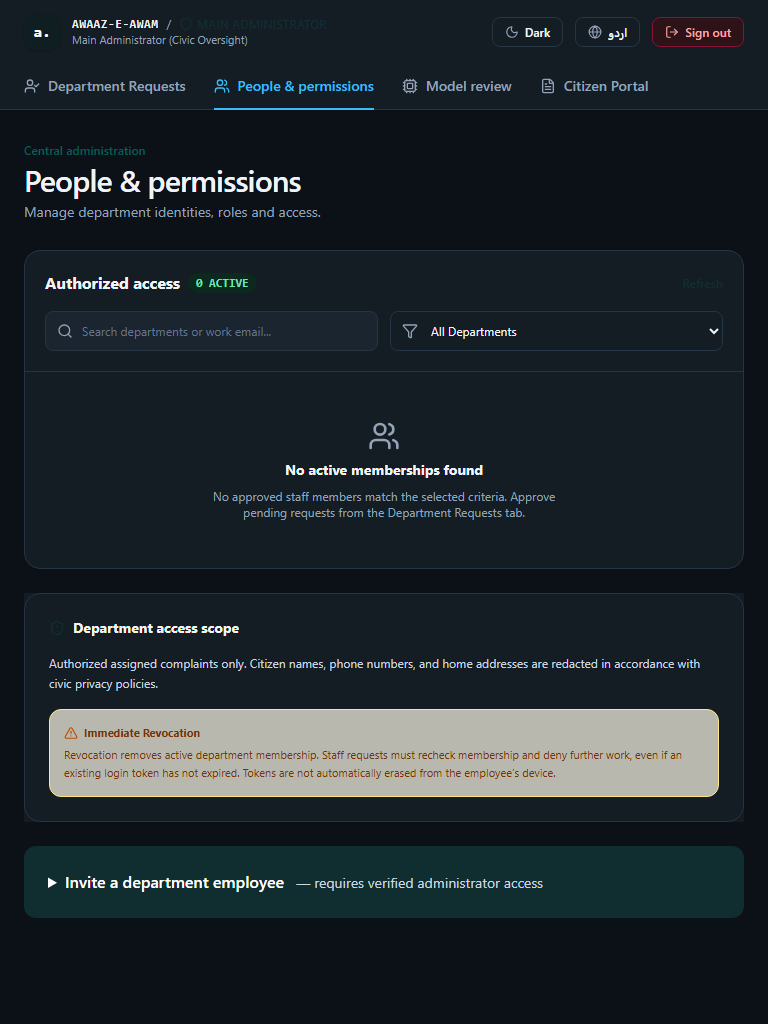 a.
AWAAZ-E-AWAM / MAIN ADMINISTRATOR
Main Administrator (Civic Oversight)
Dark
اردو
Sign out
Department Requests
People & permissions
Model review
Citizen Portal
Central administration
People & permissions
Manage department identities, roles and access.
Authorized access 0 ACTIVE
Refresh
Search departments or work email...
All Departments
No active memberships found
No approved staff members match the selected criteria. Approve
pending requests from the Department Requests tab.
Department access scope
Authorized assigned complaints only. Citizen names, phone numbers, and home addresses are redacted in accordance with
civic privacy policies.
Immediate Revocation
Revocation removes active department membership. Staff requests must recheck membership and deny further work, even if an
existing login token has not expired. Tokens are not automatically erased from the employee's device.
Invite a department employee — requires verified administrator access